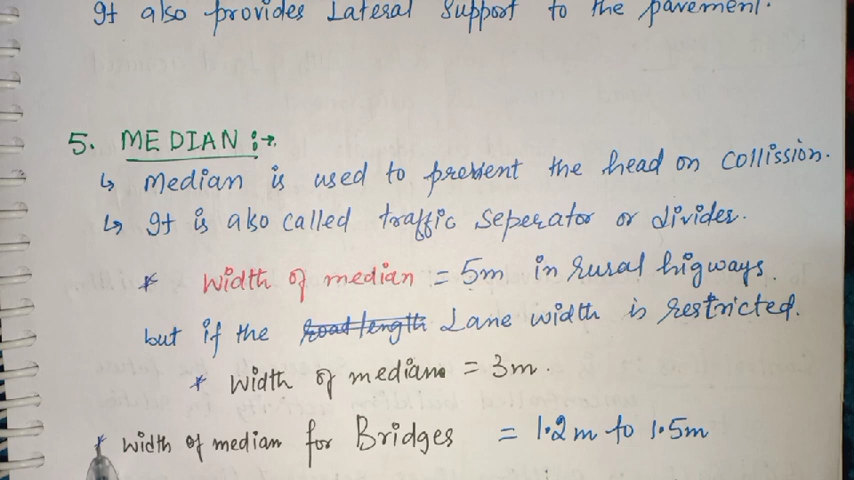 It also provides Lateral Support to the pavement.
5. MEDIAN :→
↳ Median is used to prevent the head on Collission.
↳ It is also called traffic seperator or divider.
* Width of median = 5m in Rural higways.
but if the road length Lane width is restricted.
* Width of median = 3m.
* Width of median for Bridges = 1.2m to 1.5m